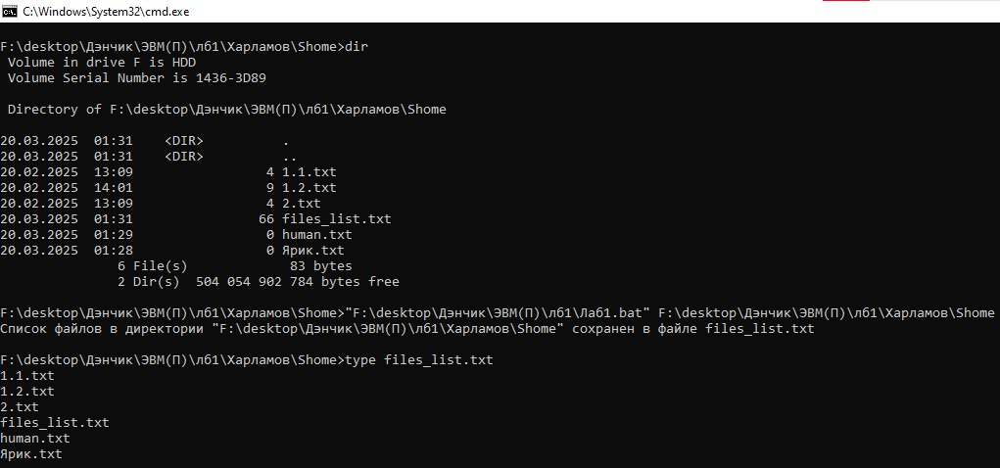 C:\Windows\System32\cmd.exe
F:\desktop\Дэнчик\ЭВМ(П)\лб1\Харламов\Shome>dir
Volume in drive F is HDD
Volume Serial Number is 1436-3D89
Directory of F:\desktop\Дэнчик\ЭВМ(П)\лб1\Харламов\Shome
20.03.2025  01:31    <DIR>          .
20.03.2025  01:31    <DIR>          ..
20.02.2025  13:09                 4 1.1.txt
20.02.2025  14:01                 9 1.2.txt
20.02.2025  13:09                 4 2.txt
20.03.2025  01:31                66 files_list.txt
20.03.2025  01:29                 0 human.txt
20.03.2025  01:28                 0 Ярик.txt
6 File(s)             83 bytes
2 Dir(s)  504 054 902 784 bytes free
F:\desktop\Дэнчик\ЭВМ(П)\лб1\Харламов\Shome>"F:\desktop\Дэнчик\ЭВМ(П)\лб1\Лаб1.bat" F:\desktop\Дэнчик\ЭВМ(П)\лб1\Харламов\Shome
Список файлов в директории "F:\desktop\Дэнчик\ЭВМ(П)\лб1\Харламов\Shome" сохранен в файле files_list.txt
F:\desktop\Дэнчик\ЭВМ(П)\лб1\Харламов\Shome>type files_list.txt
1.1.txt
1.2.txt
2.txt
files_list.txt
human.txt
Ярик.txt